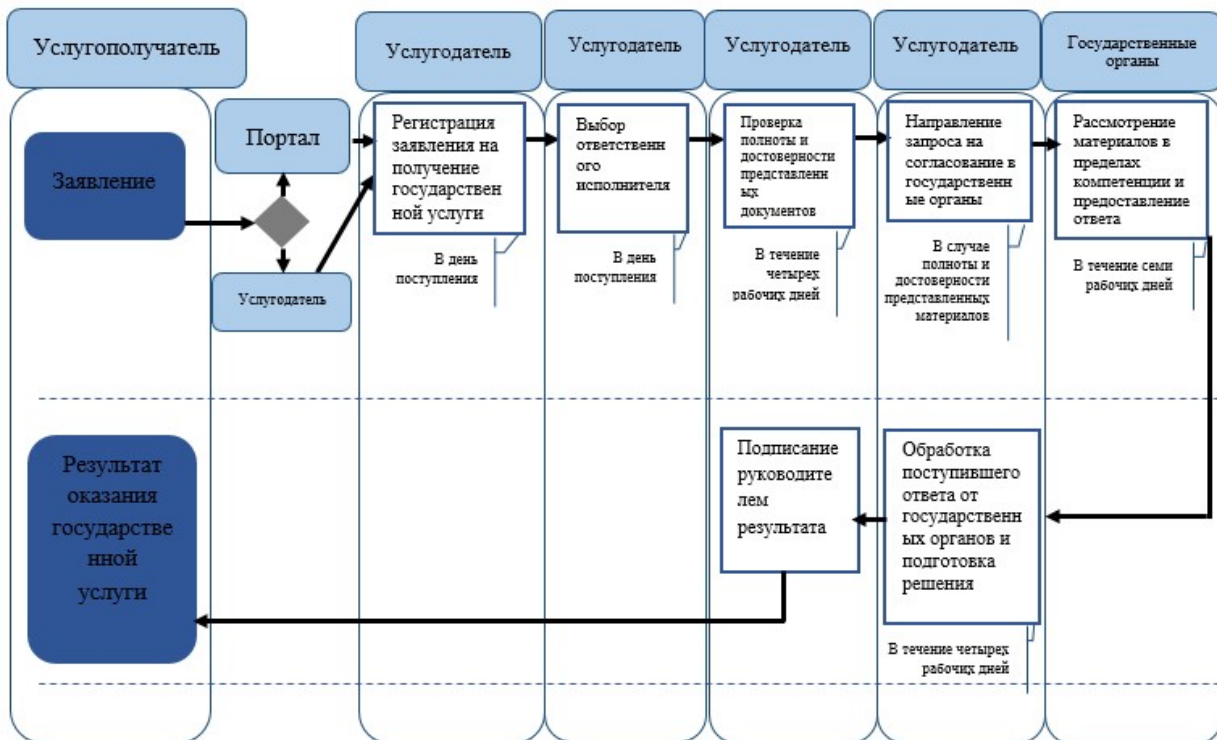 Услугополучатель
Услугодатель
Услугодатель
Услугодатель
Услугодатель
Государственные
органы
Заявление
Портал
Услугодатель
Регистрация
заявления на
получение
государствен
ной услуги
В день
поступления
Выбор
ответственн
ого
исполнителя
В день
поступления
Проверка
полноты и
достоверности
представленн
ых
документов
В течение
четырех
рабочих дней
Направление
запроса на
согласование в
государственн
ые органы
В случае
полноты и
достоверности
представленных
материалов
Рассмотрение
материалов в
пределах
компетенции и
предоставление
ответа
В течение семи
рабочих дней
Результат
оказания
государстве
нной
услуги
Подписание
руководите
лем
результата
Обработка
поступившего
ответа от
государственн
ых органов и
подготовка
решения
В течение четырех
рабочих дней